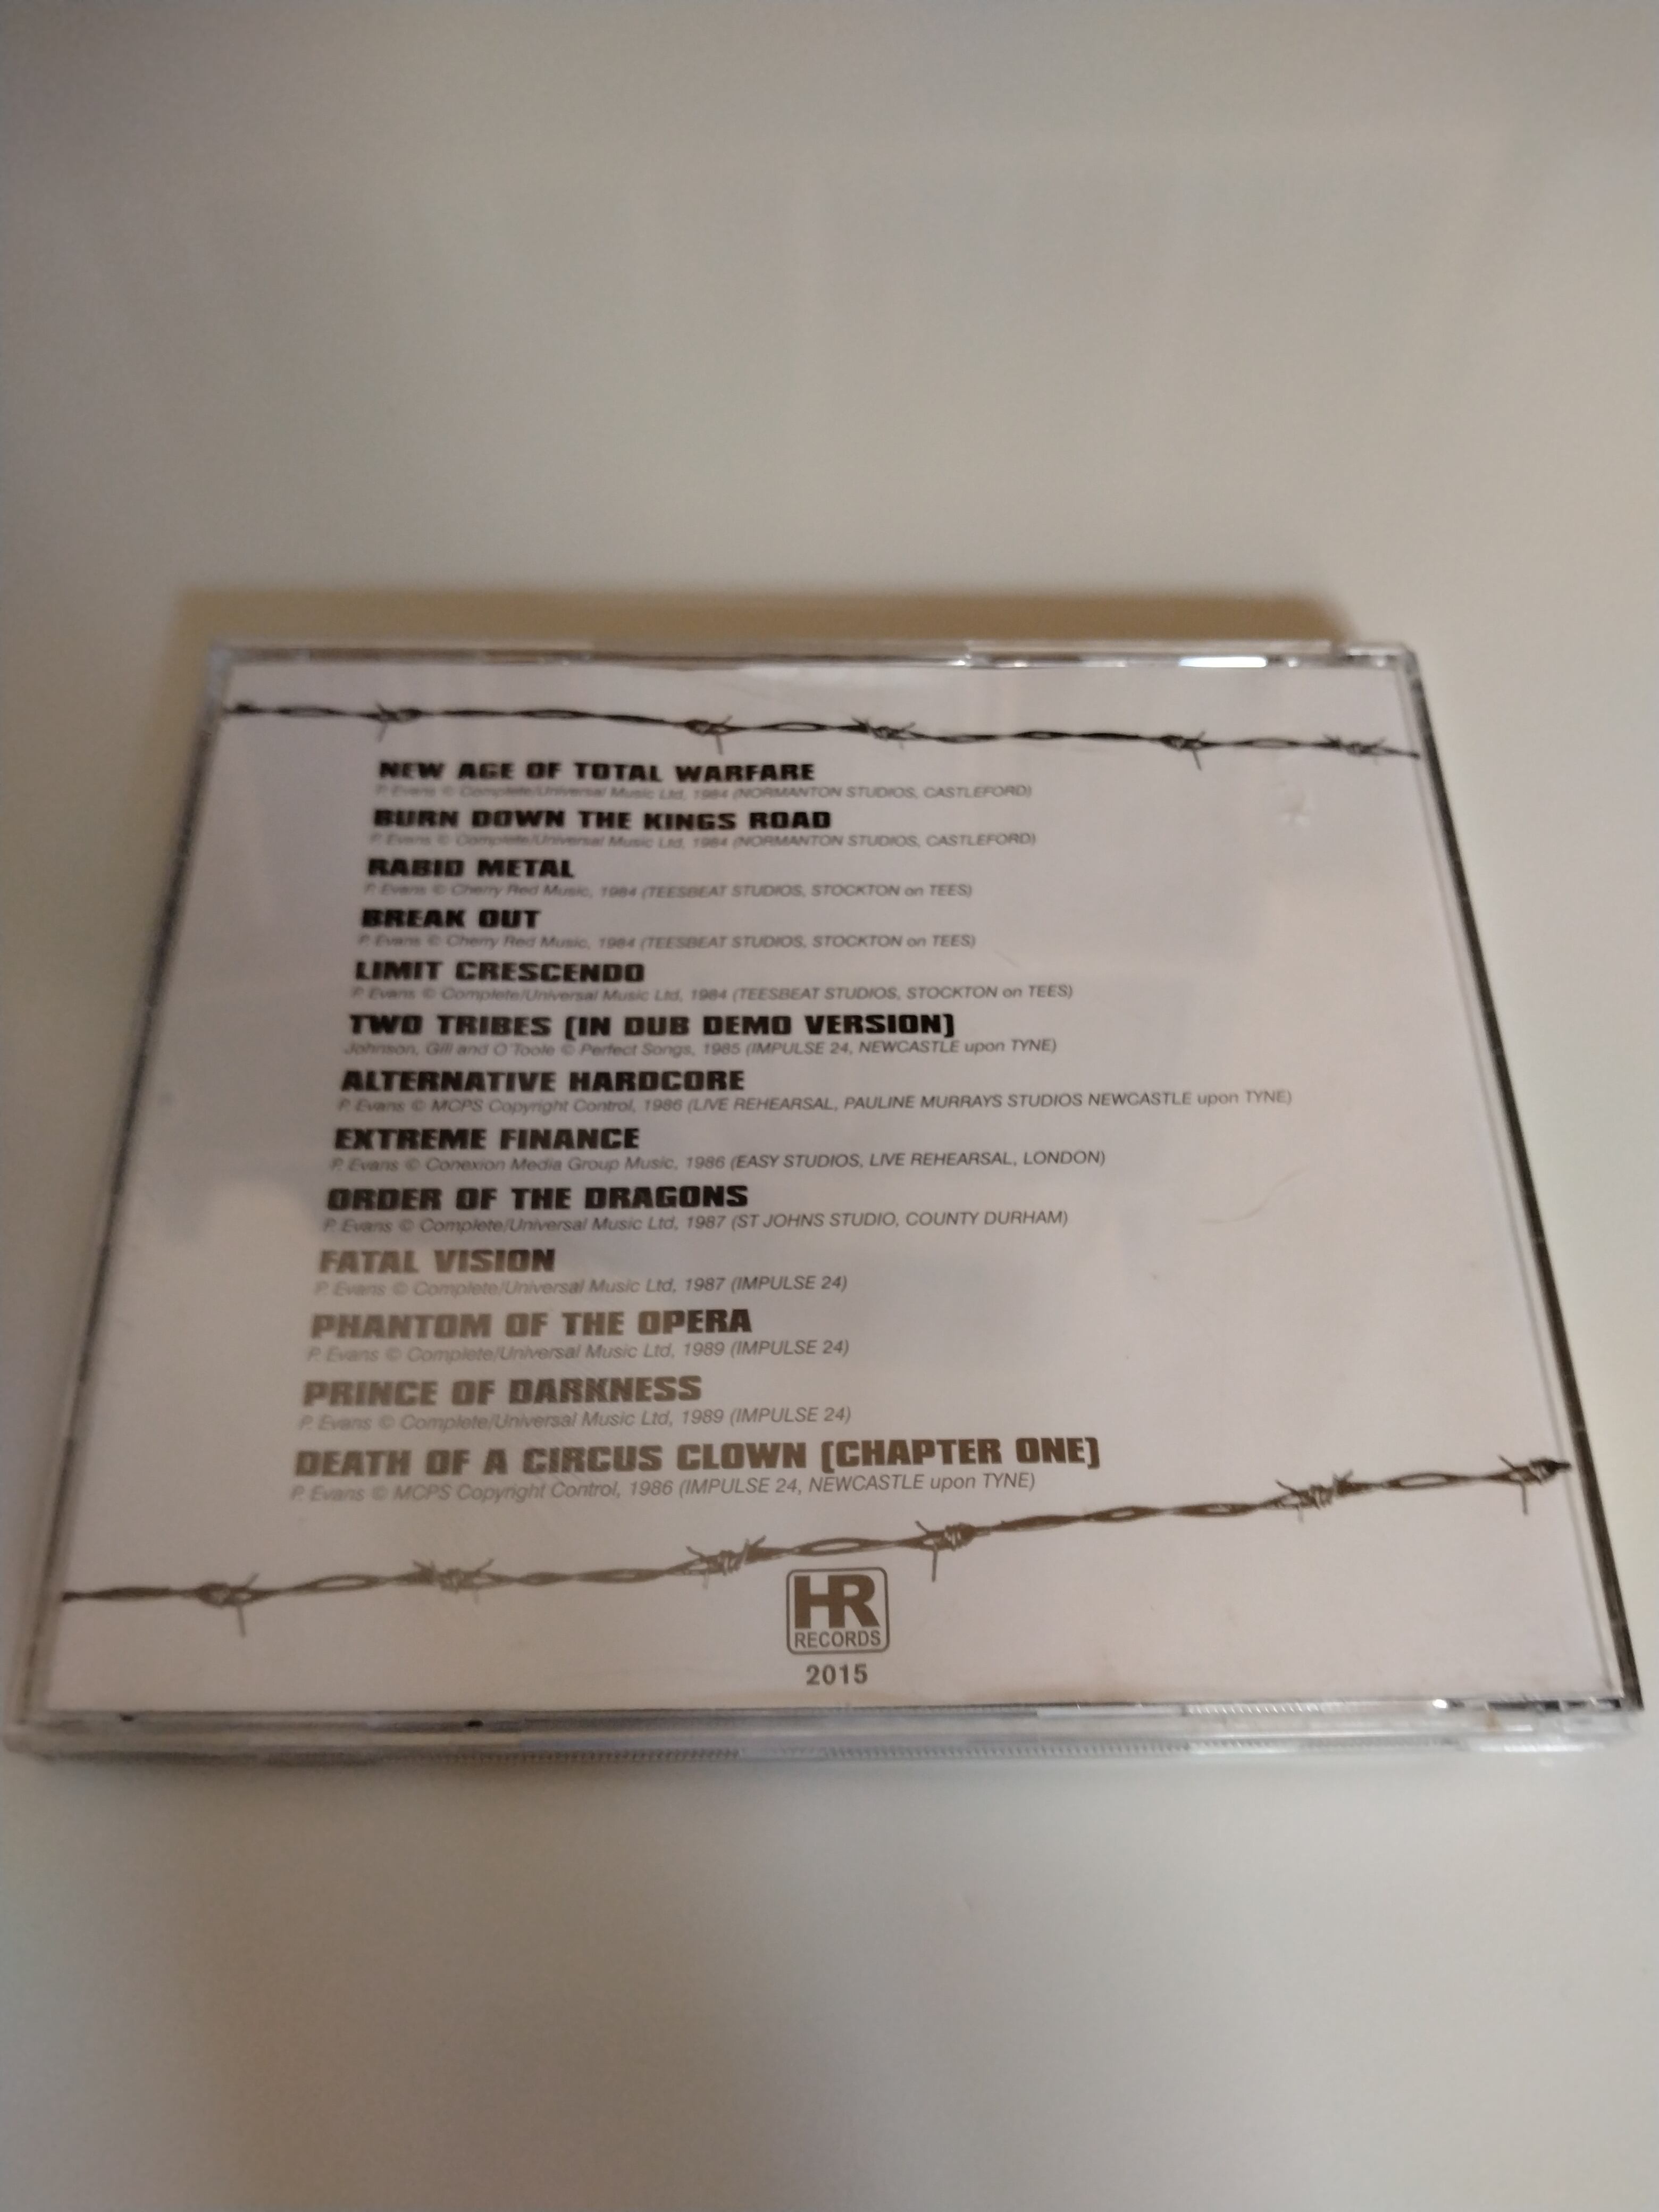 NEW AGE OF TOTAL WARFARE
P. Evans © Complete/Universal Music Ltd, 1984 (NORMANTON STUDIOS, CASTLEFORD)
BURN DOWN THE KINGS ROAD
P. Evans © Complete/Universal Music Ltd, 1984 (NORMANTON STUDIOS, CASTLEFORD)
RABID METAL
P. Evans © Cherry Red Music, 1984 (TEESBEAT STUDIOS, STOCKTON on TEES)
BREAK OUT
P. Evans © Cherry Red Music, 1984 (TEESBEAT STUDIOS, STOCKTON on TEES)
LIMIT CRESCENDO
P. Evans © Complete/Universal Music Ltd, 1984 (TEESBEAT STUDIOS, STOCKTON on TEES)
TWO TRIBES (IN DUB DEMO VERSION)
Johnson, Gill and O'Toole © Perfect Songs, 1985 (IMPULSE 24, NEWCASTLE upon TYNE)
ALTERNATIVE HARDCORE
P. Evans © MCPS Copyright Control, 1986 (LIVE REHEARSAL, PAULINE MURRAYS STUDIOS NEWCASTLE upon TYNE)
EXTREME FINANCE
P. Evans © Conexion Media Group Music, 1986 (EASY STUDIOS, LIVE REHEARSAL, LONDON)
ORDER OF THE DRAGONS
P. Evans © Complete/Universal Music Ltd, 1987 (ST JOHNS STUDIO, COUNTY DURHAM)
FATAL VISION
P. Evans © Complete/Universal Music Ltd, 1987 (IMPULSE 24)
PHANTOM OF THE OPERA
P. Evans © Complete/Universal Music Ltd, 1989 (IMPULSE 24)
PRINCE OF DARKNESS
P. Evans © Complete/Universal Music Ltd, 1989 (IMPULSE 24)
DEATH OF A CIRCUS CLOWN (CHAPTER ONE)
P. Evans © MCPS Copyright Control, 1986 (IMPULSE 24, NEWCASTLE upon TYNE)
HR
RECORDS
2015